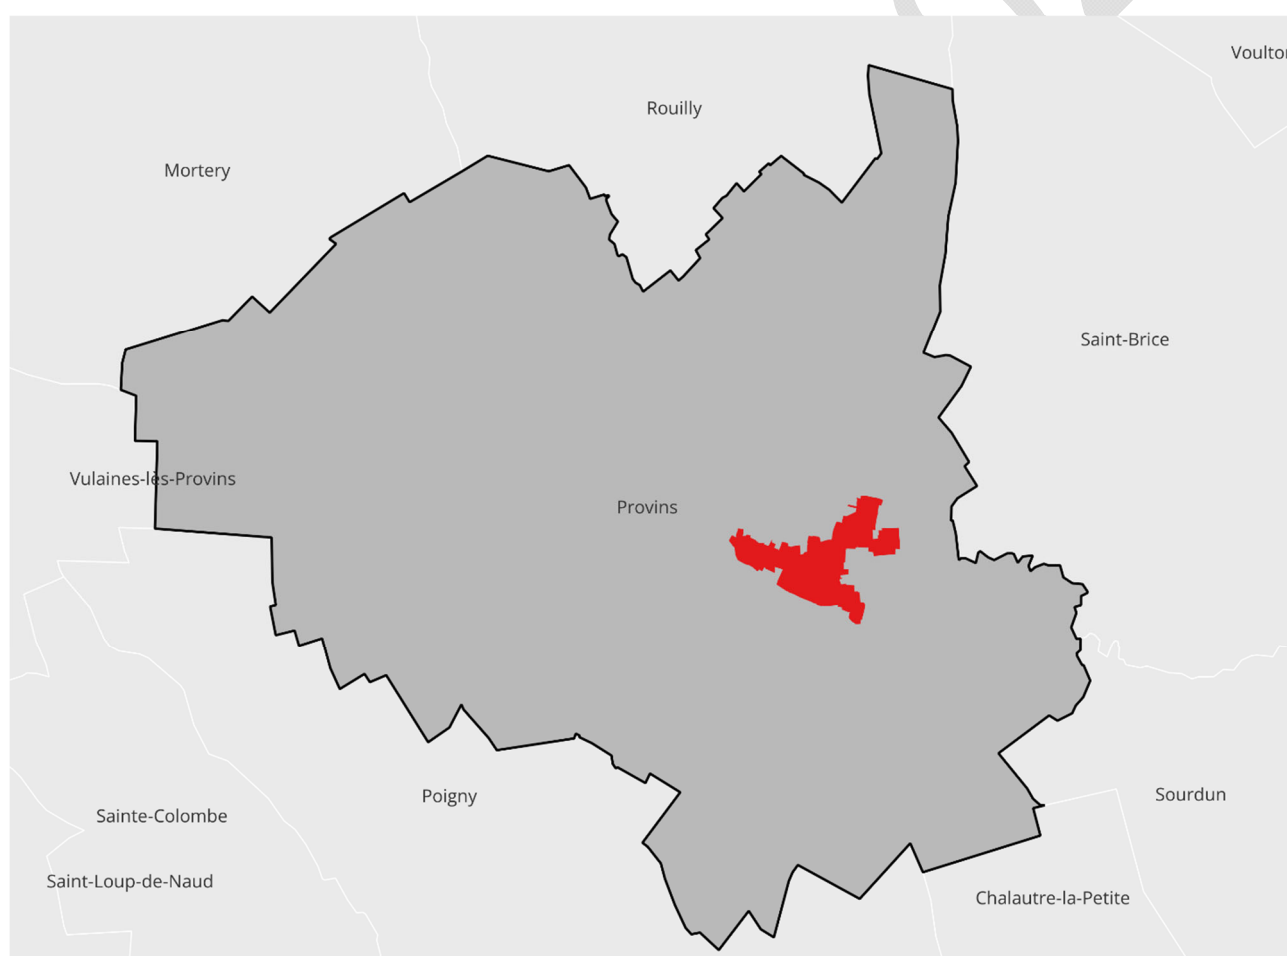 Voulto
Rouilly
Mortery
Saint-Brice
Vulaines-lès-Provins
Provins
Poigny
Sourdun
Sainte-Colombe
Saint-Loup-de-Naud
Chalautre-la-Petite